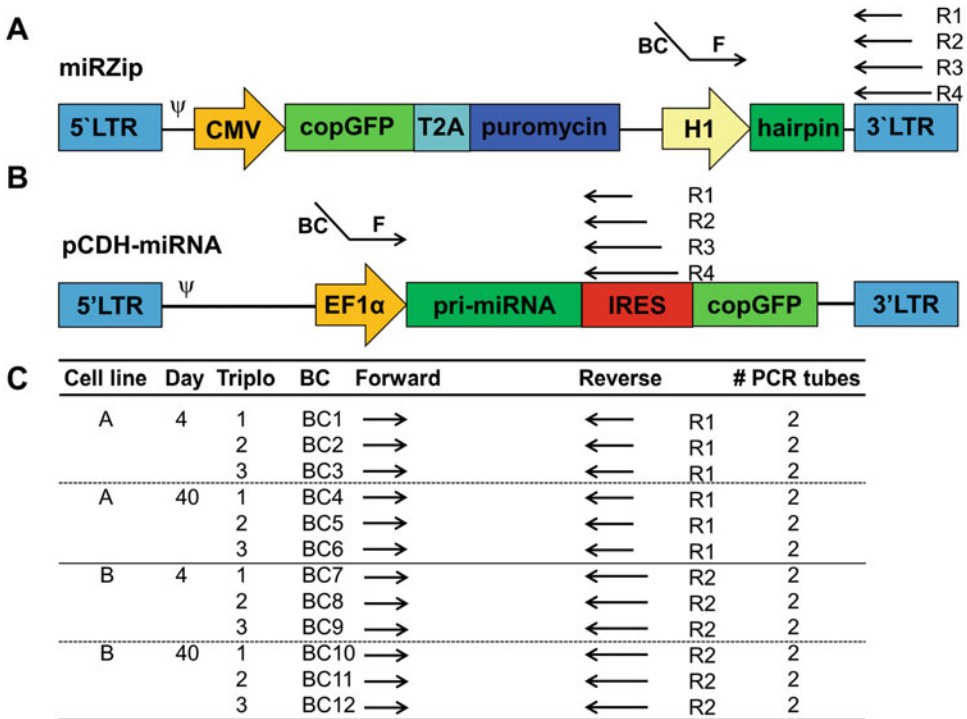 A
miRZip
BC F
R1
R2
R3
R4
5`LTR ψ CMV copGFP T2A puromycin H1 hairpin 3`LTR
B
pCDH-miRNA
BC F
R1
R2
R3
R4
5'LTR ψ EF1α pri-miRNA IRES copGFP 3'LTR
C
Cell line Day Triplo BC Forward Reverse # PCR tubes
A 4 1 BC1 R1 2
2 BC2 R1 2
3 BC3 R1 2
A 40 1 BC4 R1 2
2 BC5 R1 2
3 BC6 R1 2
B 4 1 BC7 R2 2
2 BC8 R2 2
3 BC9 R2 2
B 40 1 BC10 R2 2
2 BC11 R2 2
3 BC12 R2 2